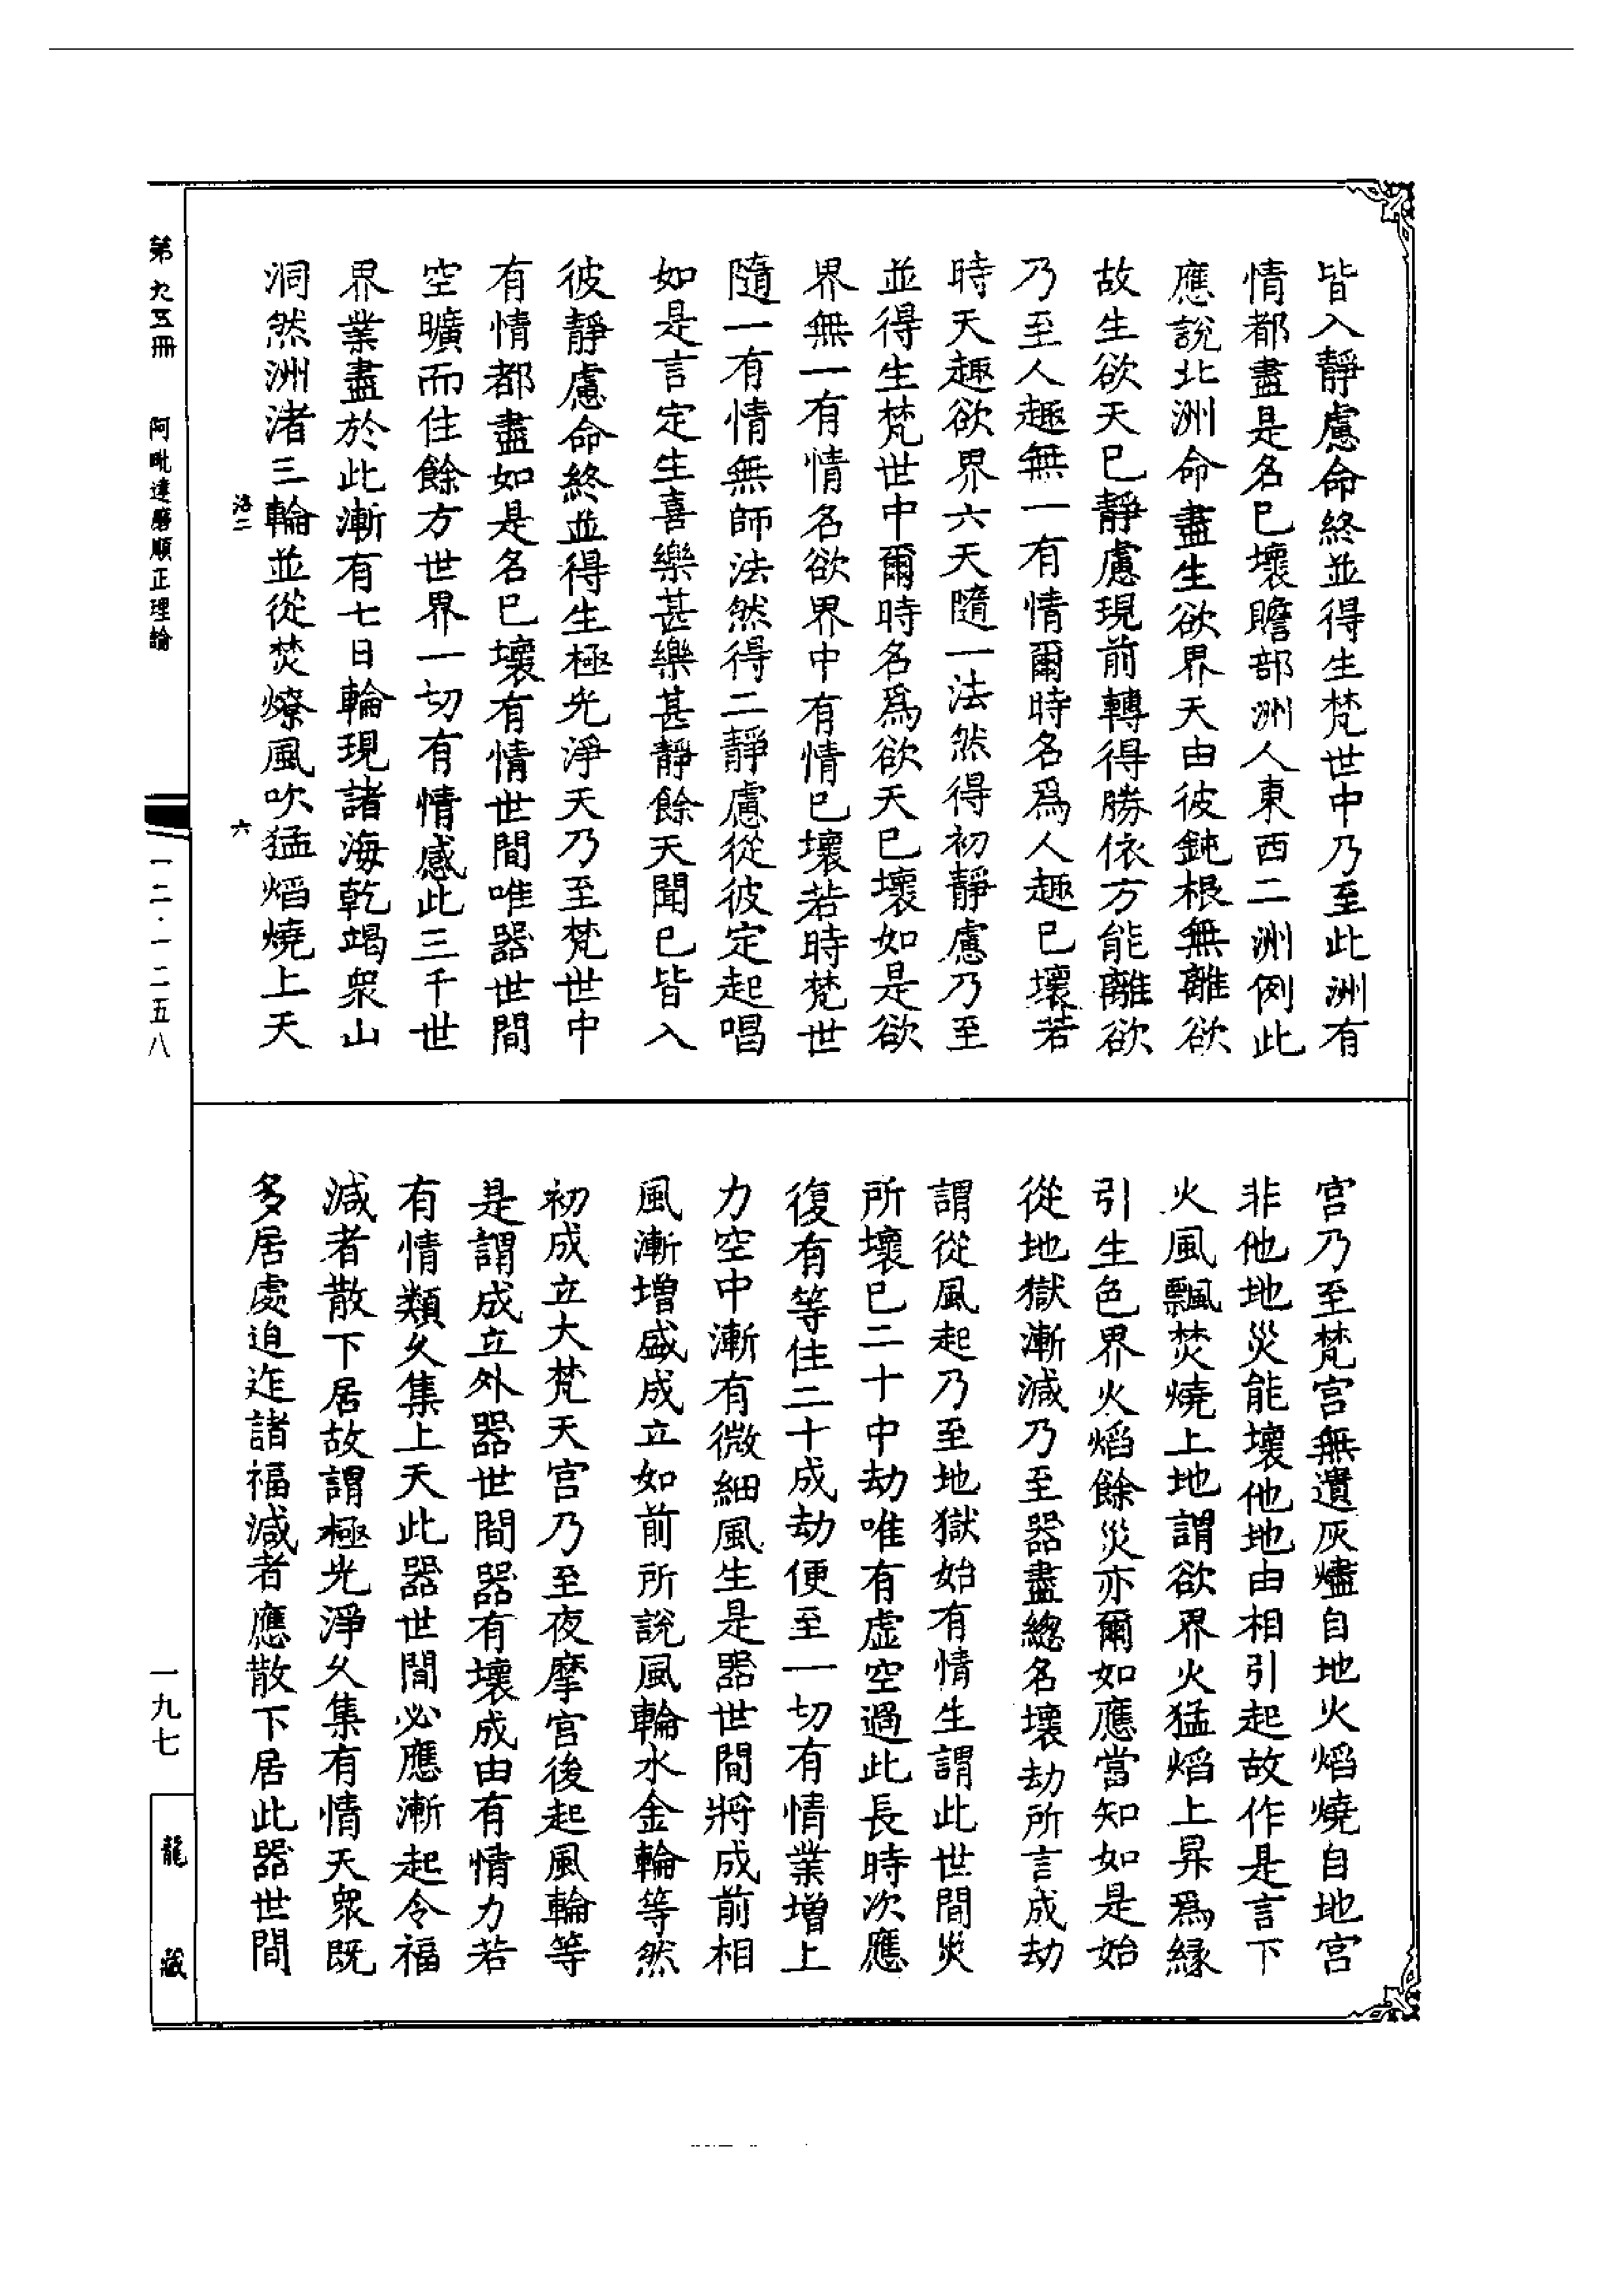 皆入靜慮命終並得生梵世中乃至此洲有
情都盡是名已壞贍部洲人東西二洲例此
應說北洲命盡生欲界天由彼鈍根無離欲
故生欲天已靜慮現前轉得勝依方能離欲
乃至人趣無一有情爾時名爲人趣已壞若
時天趣欲界六天隨一法然得初靜慮乃至
並得生梵世中爾時名爲欲天已壞如是欲
界無一有情名欲界中有情已壞若時梵世
隨一有情無師法然得二靜慮從彼定起唱
如是言定生喜樂甚樂甚靜餘天聞已皆入
彼靜慮命終並得生極光淨天乃至梵世中
有情都盡如是名已壞有情世間唯器世間
空曠而住餘方世界一切有情感此三千世
界業盡於此漸有七日輪現諸海乾竭衆山
洞然洲渚三輪並從焚燎風吹猛焰燒上天
宮乃至梵宮無遺灰燼自地火焰燒自地宮
非他地災能壞他地由相引起故作是言下
火風飄焚燒上地謂欲界火猛焰上昇爲緣
引生色界火焰餘災亦爾如應當知如是始
從地獄漸減乃至器盡總名壞劫所言成劫
謂從風起乃至地獄始有情生謂此世間災
所壞已二十中劫唯有虛空過此長時次應
復有等住二十成劫便至一切有情業增上
力空中漸有微細風生是器世間將成前相
風漸增盛成立如前所說風輪水金輪等然
初成立大梵天宮乃至夜摩宮後起風輪等
是謂成立外器世間器有壞成由有情力若
有情類久集上天此器世間必應漸起令福
減者散下居故謂極光淨久集有情天衆既
多居處迫迮諸福減者應散下居此器世間
洛二
六
第九五冊
阿毗達磨順正理論
一二·一二五八
一九七
龍藏